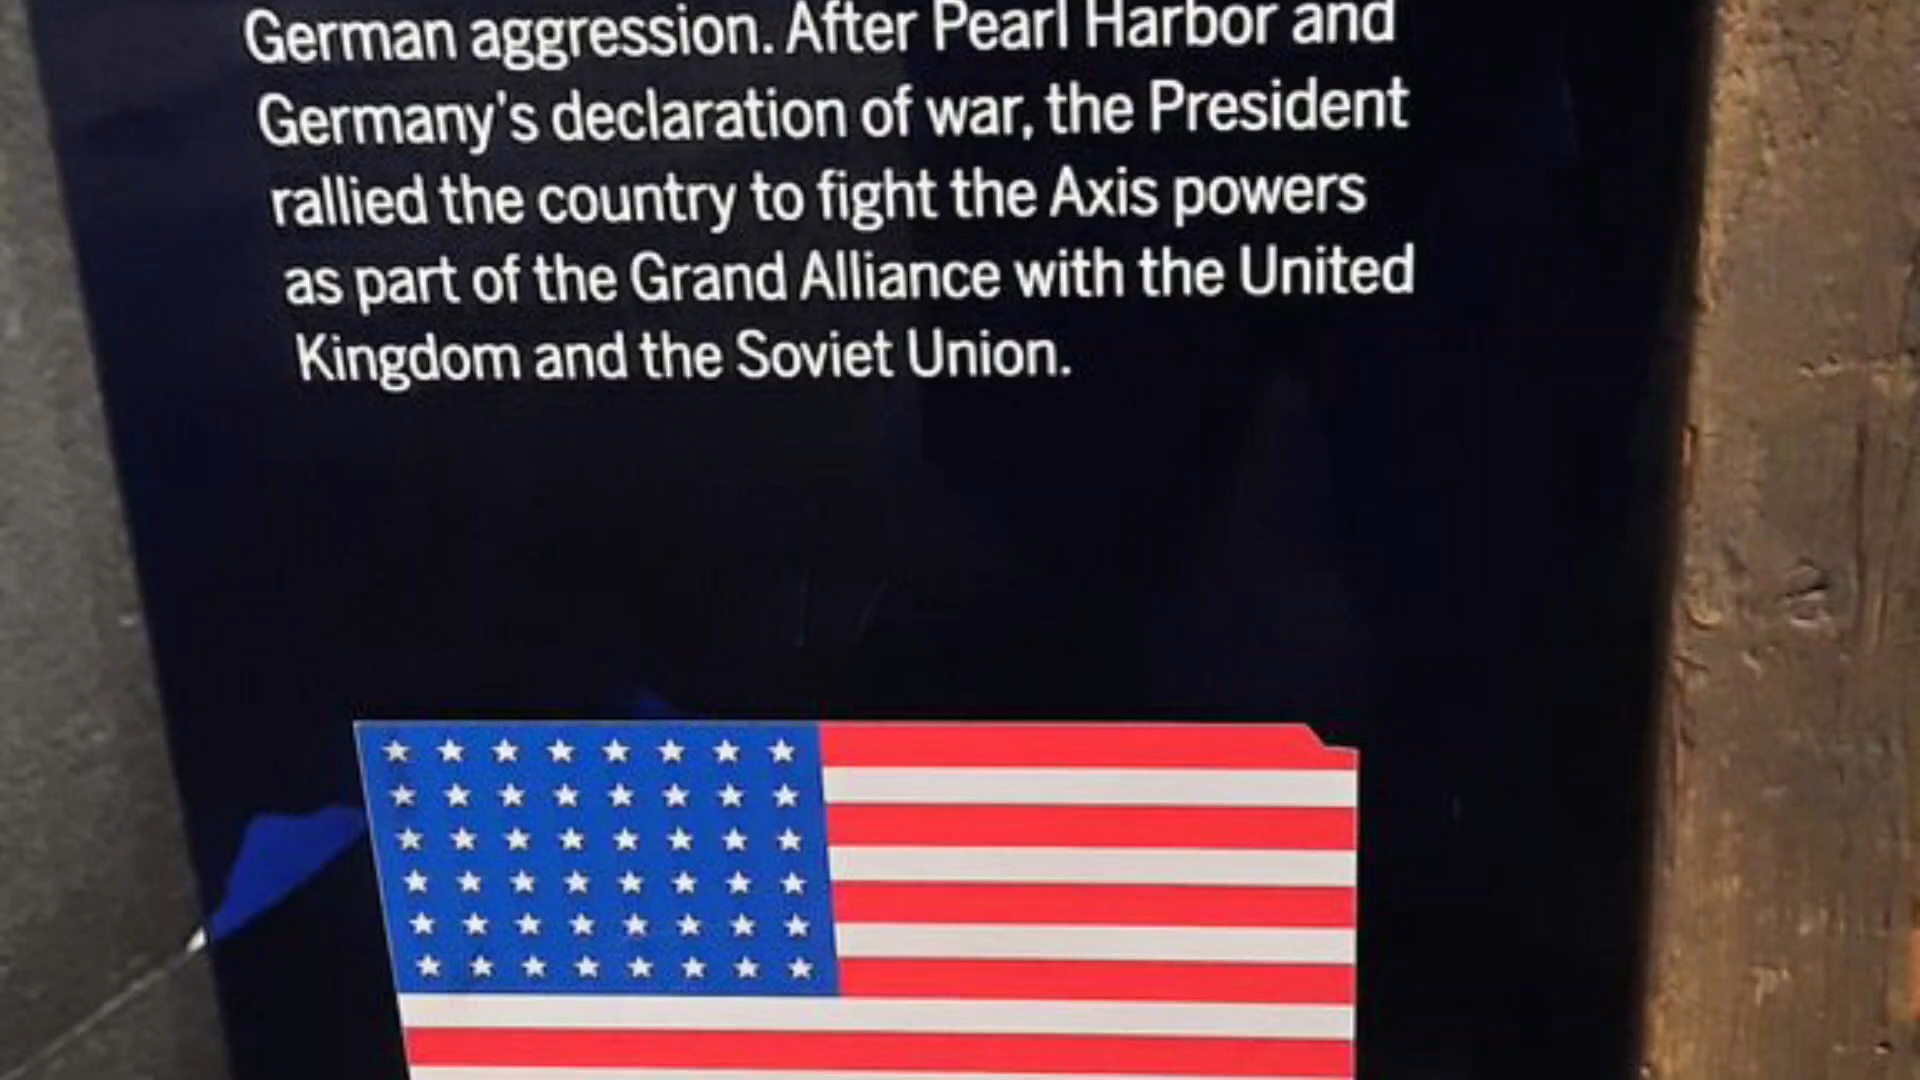 German aggression. After Pearl Harbor and
Germany's declaration of war, the President
rallied the country to fight the Axis powers
as part of the Grand Alliance with the United
Kingdom and the Soviet Union.